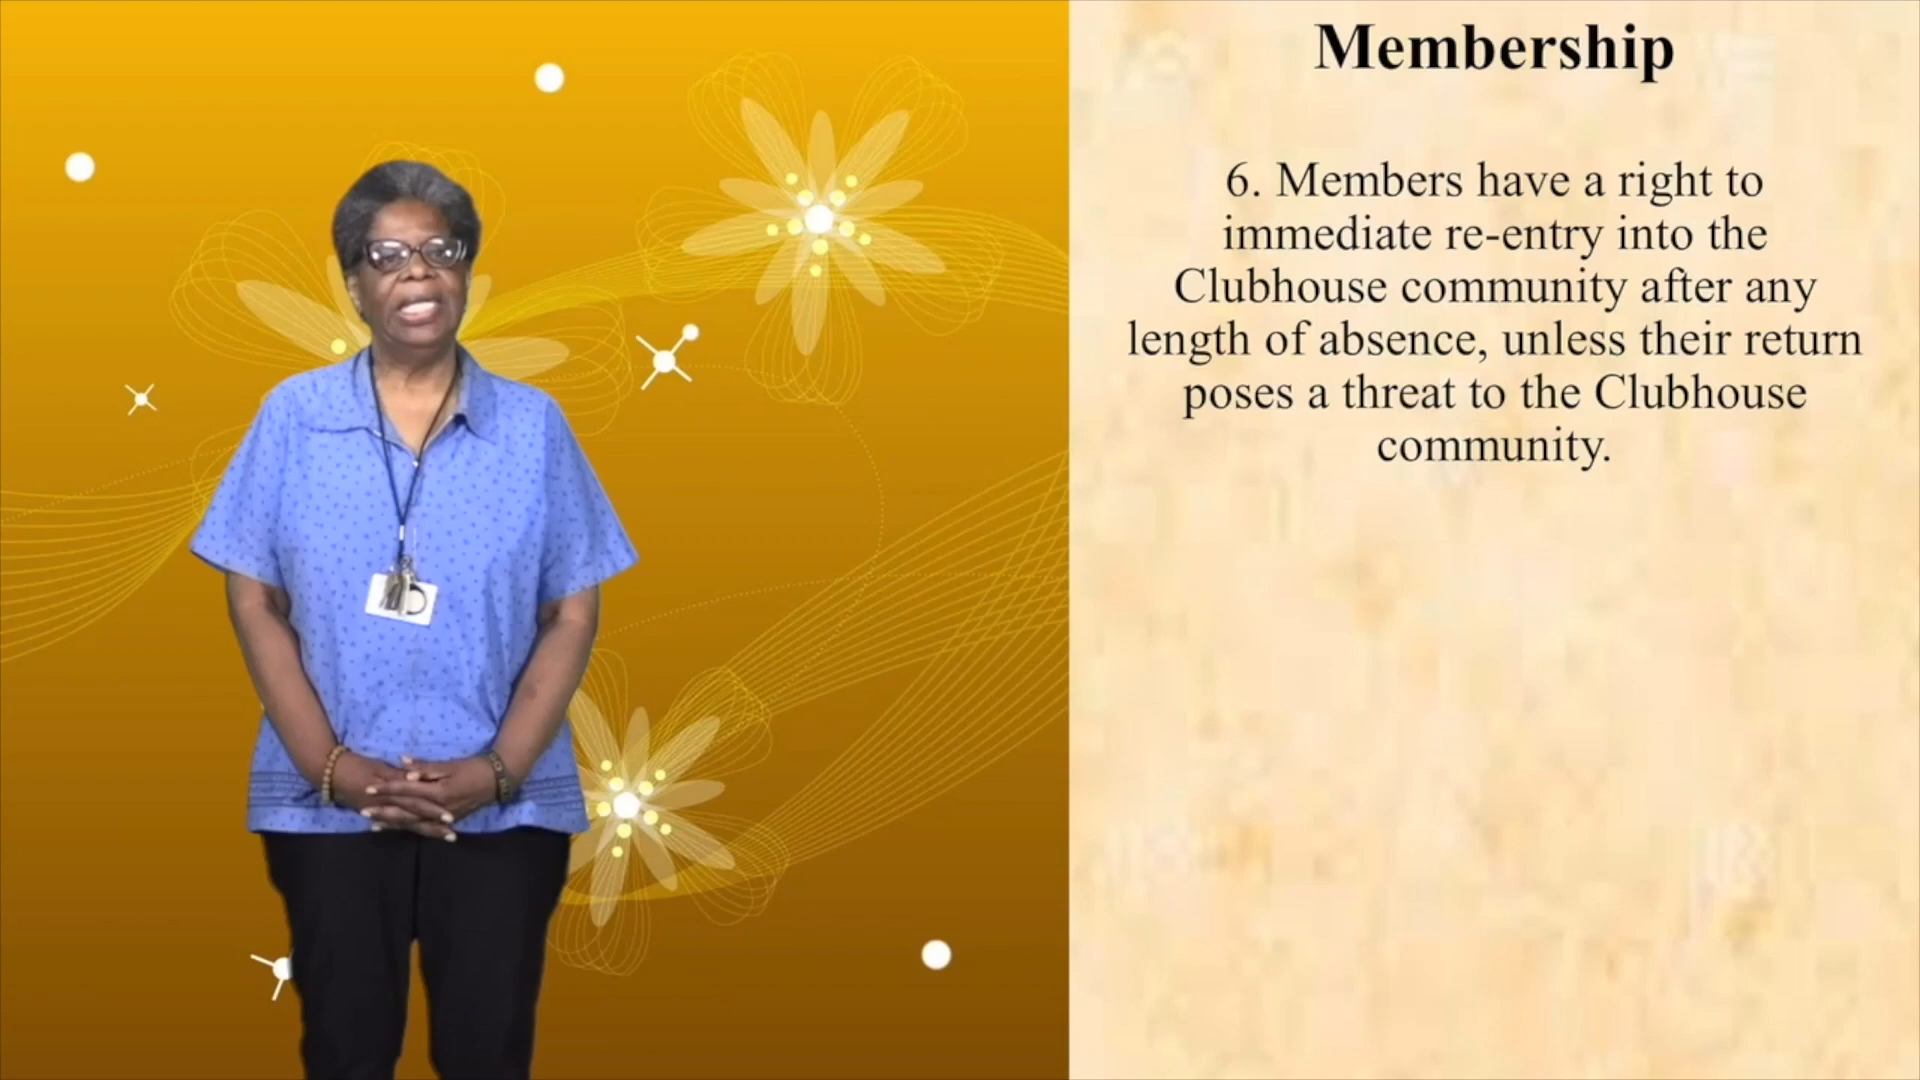 Membership
6. Members have a right to
immediate re-entry into the
Clubhouse community after any
length of absence, unless their return
poses a threat to the Clubhouse
community.